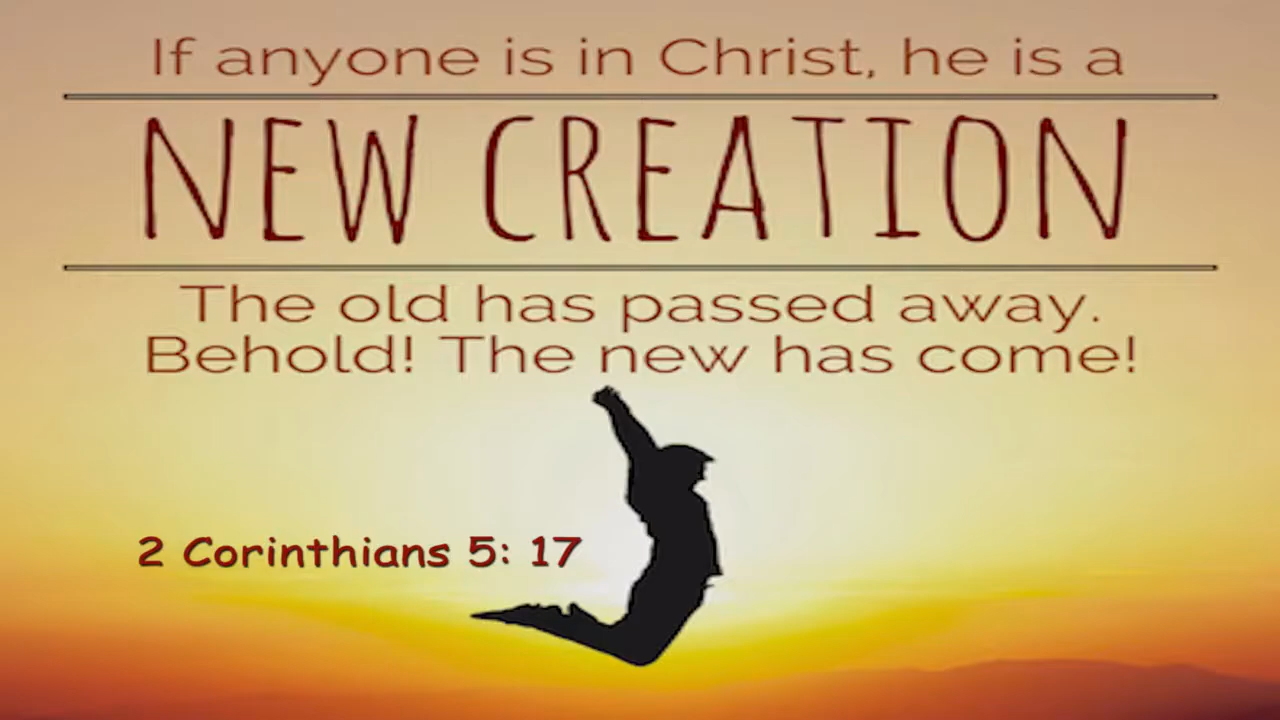 If anyone is in Christ, he is a
NEW CREATION
The old has passed away.
Behold! The new has come!
2 Corinthians 5: 17